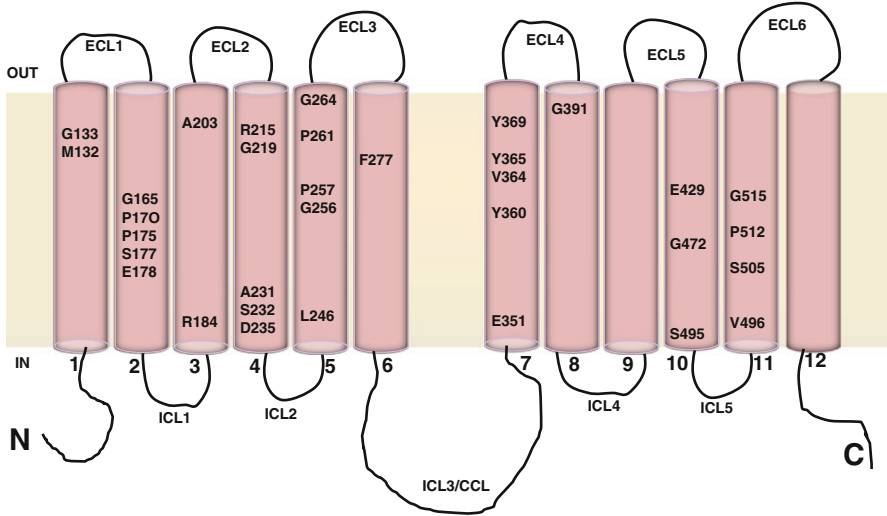 ECL1
ECL2
ECL3
ECL4
ECL5
ECL6
OUT
G133
M132
G165
P17O
P175
S177
E178
A203
R184
R215
G219
A231
S232
D235
G264
P261
P257
G256
L246
F277
Y369
Y365
V364
Y360
E351
G391
E429
G472
S495
G515
P512
S505
V496
IN
1
2
3
4
5
6
7
8
9
10
11
12
ICL1
ICL2
ICL3/CCL
ICL4
ICL5
N
C